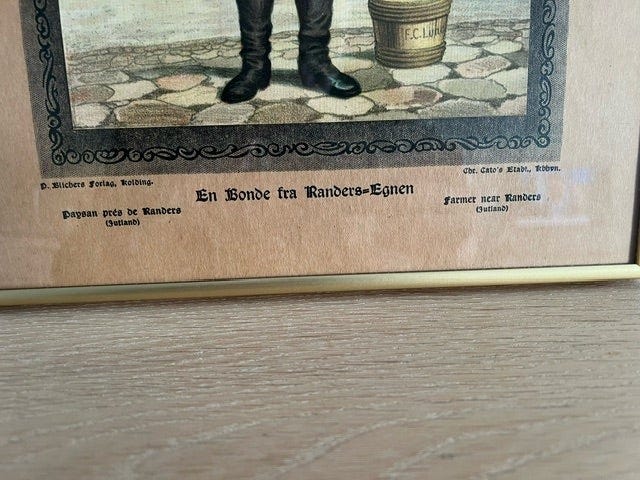 F.C.LUN
D. Blichers Forlag, Kolding.
Chr. Cato's Etabl., Kbhvn.
En Bonde fra Randers=Egnen
Paysan prés de Randers
(Jutland)
Farmer near Randers
(Jutland)